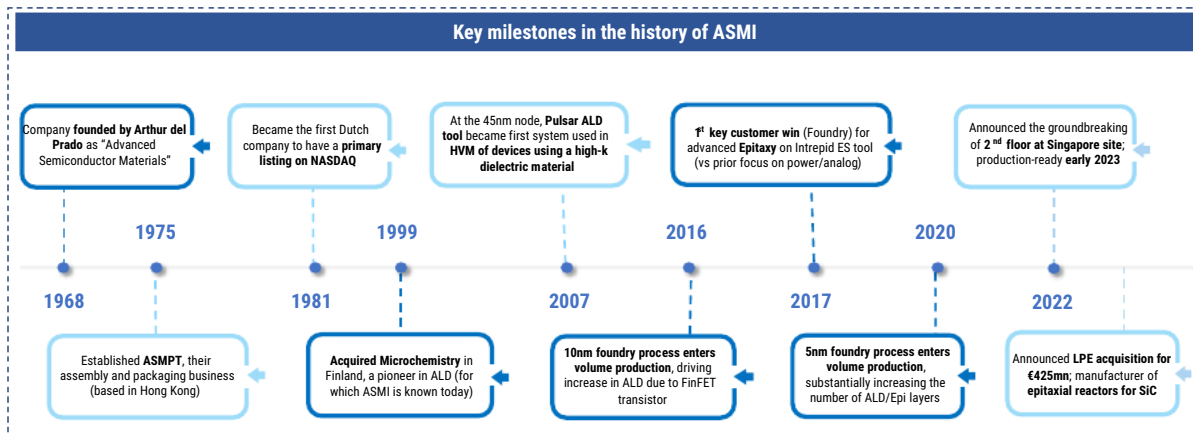 Key milestones in the history of ASMI
Company founded by Arthur del
Prado as “Advanced
Semiconductor Materials”
Became the first Dutch
company to have a primary
listing on NASDAQ
At the 45nm node, Pulsar ALD
tool became first system used in
HVM of devices using a high-k
dielectric material
1st key customer win (Foundry) for
advanced Epitaxy on Intrepid ES tool
(vs prior focus on power/analog)
Announced the groundbreaking
of 2nd floor at Singapore site;
production-ready early 2023
1975
1999
2016
2020
1968
1981
2007
2017
2022
Established ASMPT, their
assembly and packaging business
(based in Hong Kong)
Acquired Microchemistry in
Finland, a pioneer in ALD (for
which ASMI is known today)
10nm foundry process enters
volume production, driving
increase in ALD due to FinFET
transistor
5nm foundry process enters
volume production,
substantially increasing the
number of ALD/Epi layers
Announced LPE acquisition for
€425mn; manufacturer of
epitaxial reactors for SiC